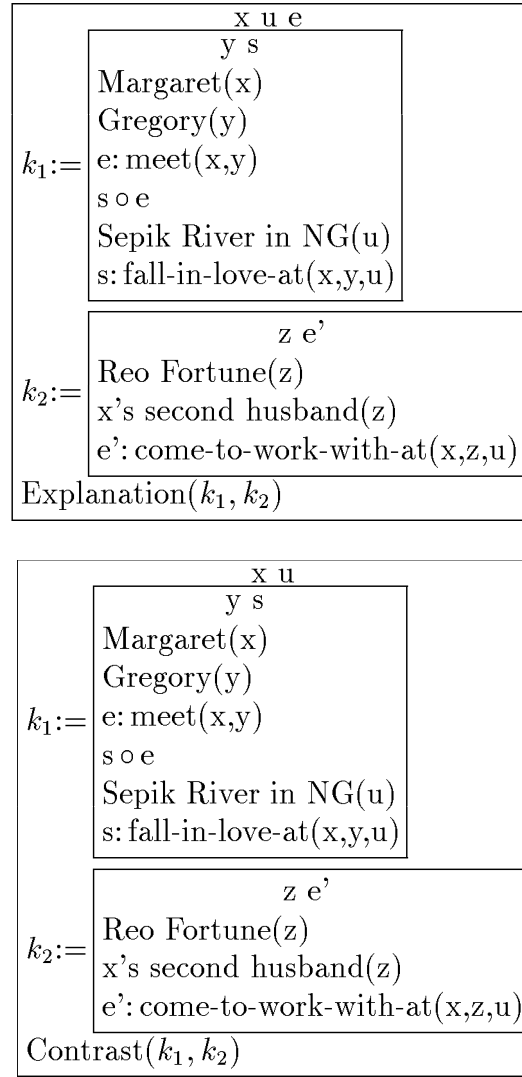 x u e
y s
Margaret(x)
Gregory(y)
k₁:= e: meet(x,y)
s ∘ e
Sepik River in NG(u)
s: fall-in-love-at(x,y,u)
z e'
Reo Fortune(z)
k₂:= x's second husband(z)
e': come-to-work-with-at(x,z,u)
Explanation(k₁, k₂)
x u
y s
Margaret(x)
Gregory(y)
k₁:= e: meet(x,y)
s ∘ e
Sepik River in NG(u)
s: fall-in-love-at(x,y,u)
z e'
Reo Fortune(z)
k₂:= x's second husband(z)
e': come-to-work-with-at(x,z,u)
Contrast(k₁, k₂)